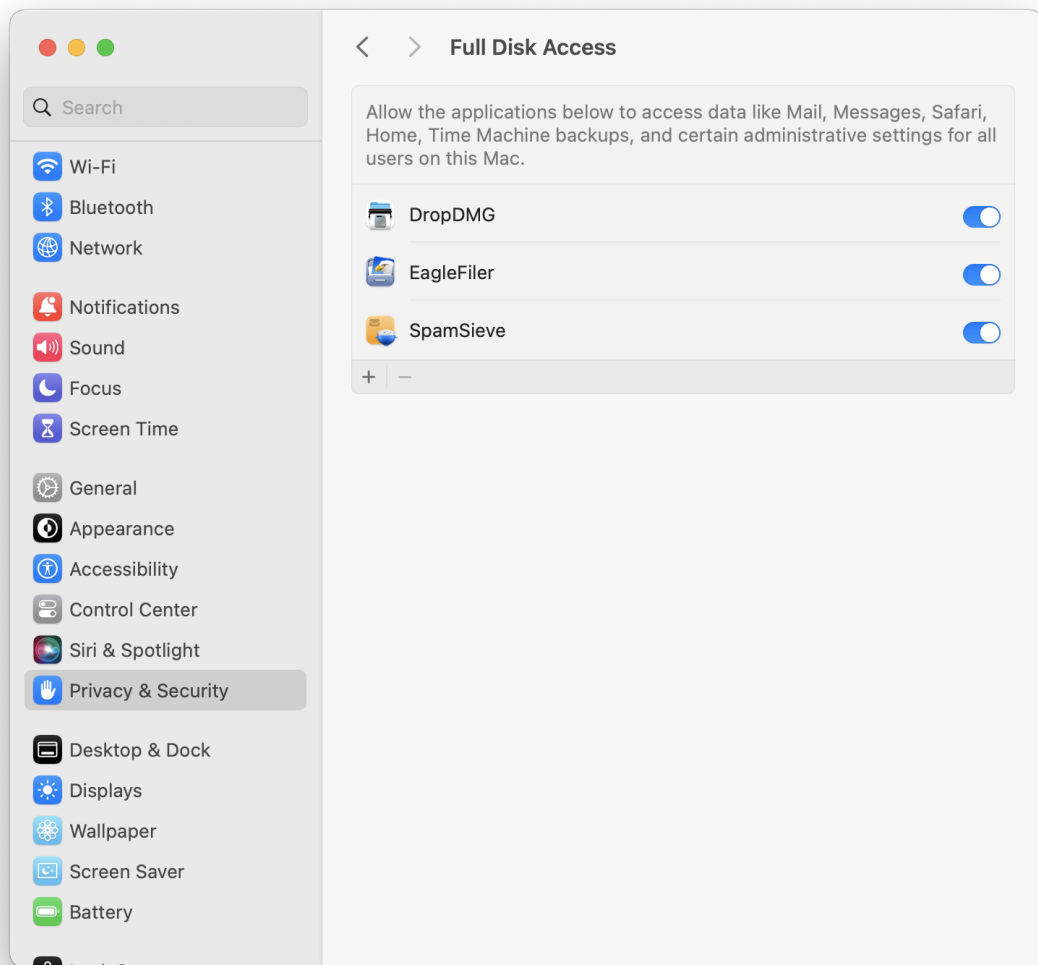 Full Disk Access
Search
Wi-Fi
Bluetooth
Network
Notifications
Sound
Focus
Screen Time
General
Appearance
Accessibility
Control Center
Siri & Spotlight
Privacy & Security
Desktop & Dock
Displays
Wallpaper
Screen Saver
Battery
Allow the applications below to access data like Mail, Messages, Safari,
Home, Time Machine backups, and certain administrative settings for all
users on this Mac.
DropDMG
EagleFiler
SpamSieve